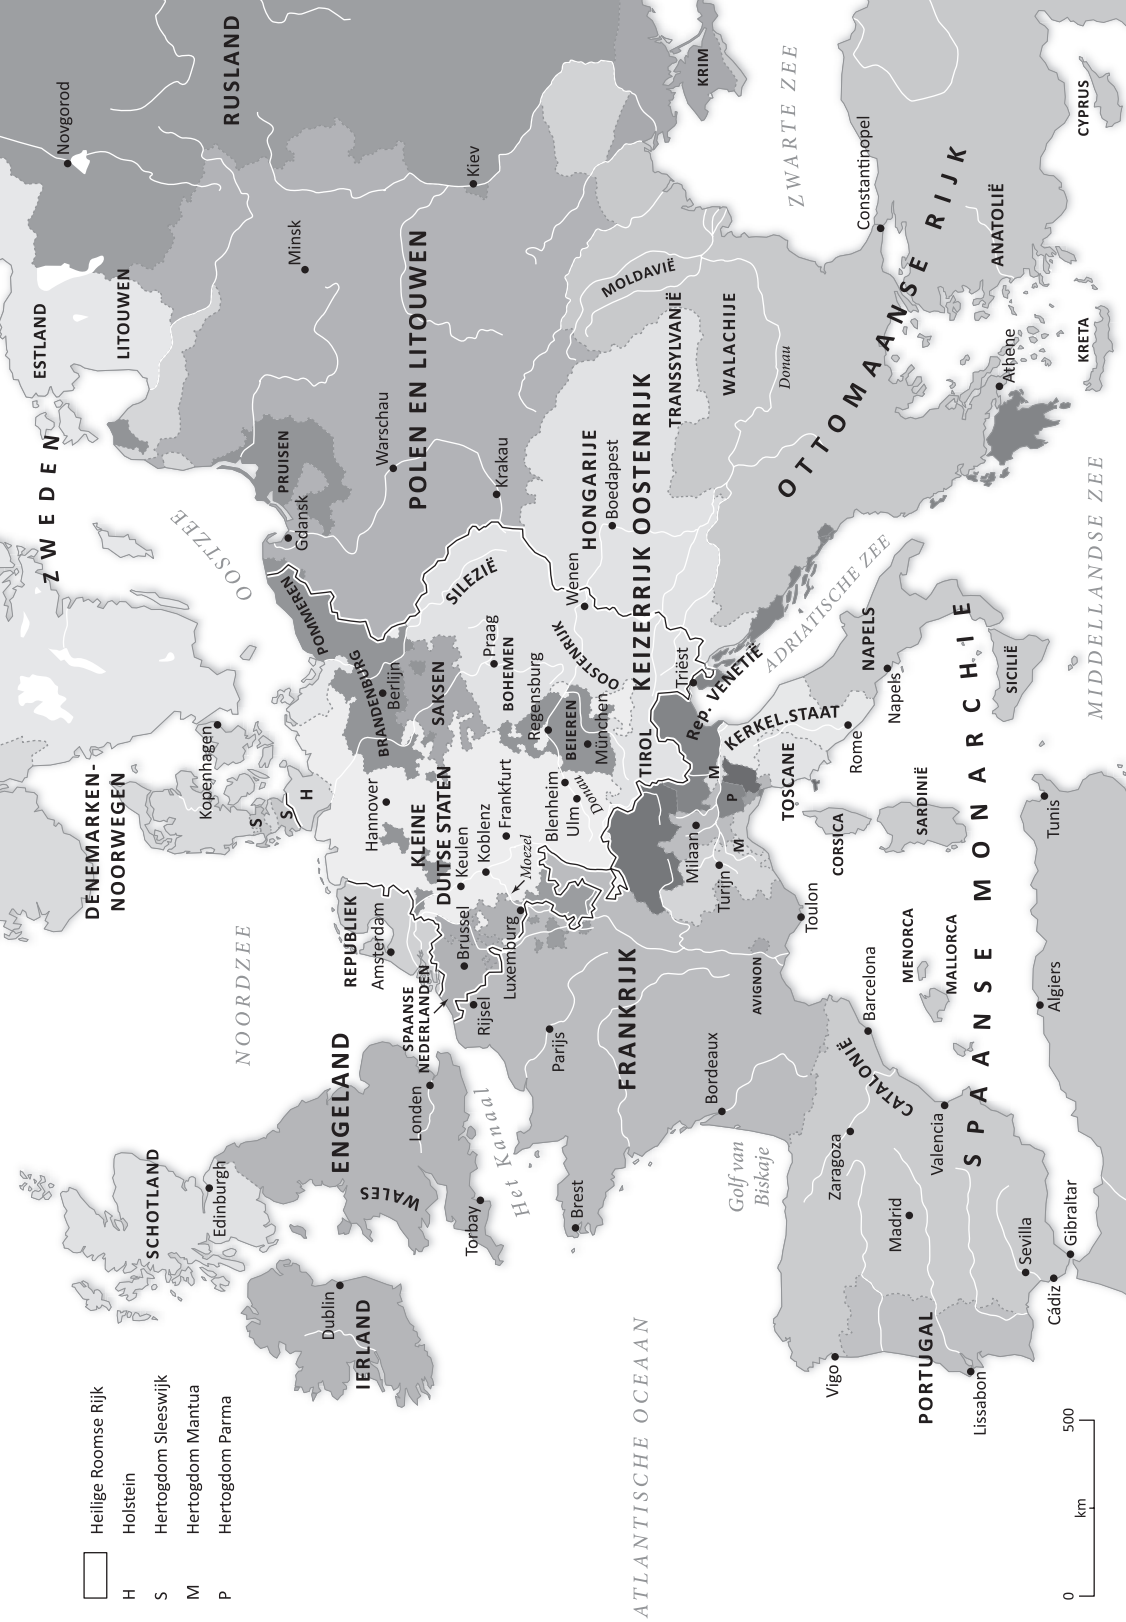 Heilige Roomse Rijk
H Holstein
S Hertogdom Sleeswijk
M Hertogdom Mantua
P Hertogdom Parma
0 km 500
ATLANTISCHE OCEAAN
NOORDZEE
OOSTZEE
Het Kanaal
Golf van
Biskaje
MIDDELLANDSE ZEE
ADRIATISCHE ZEE
ZWARTE ZEE
SCHOTLAND
Edinburgh
IERLAND
Dublin
ENGELAND
WALES
Londen
Torbay
DENEMARKEN-
NOORWEGEN
Kopenhagen
S
S
H
ZWEDEN
ESTLAND
LITOUWEN
Novgorod
RUSLAND
Minsk
Kiev
KRIM
POLEN EN LITOUWEN
PRUISEN
Gdansk
Warschau
Krakau
POMMEREN
BRANDENBURG
Berlijn
SAKSEN
SILEZIË
Praag
BOHEMEN
Regensburg
BEIEREN
München
OOSTENRIJK
Wenen
HONGARIJE
Boedapest
KEIZERRIJK OOSTENRIJK
TRANSSYLVANIË
MOLDAVIË
WALACHIJE
Donau
OTTOMAANSE RIJK
Constantinopel
ANATOLIË
Athene
KRETA
CYPRUS
REPUBLIEK
Amsterdam
SPAANSE
NEDERLANDEN
Brussel
Rijsel
Luxemburg
Hannover
KLEINE
DUITSE STATEN
Keulen
Koblenz
Frankfurt
Moezel
Blenheim
Ulm
Donau
TIROL
Triëst
Rep. VENETIË
FRANKRIJK
Parijs
Brest
Bordeaux
AVIGNON
Toulon
Milaan
Turijn
M
P
M
TOSCANE
KERKEL.STAAT
Rome
NAPELS
Napels
SICILIË
CORSICA
SARDINIË
SPAANSE MONARCHIE
CATALONIË
Barcelona
Zaragoza
Valencia
Madrid
Sevilla
Cádiz
Gibraltar
Vigo
PORTUGAL
Lissabon
MENORCA
MALLORCA
Algiers
Tunis